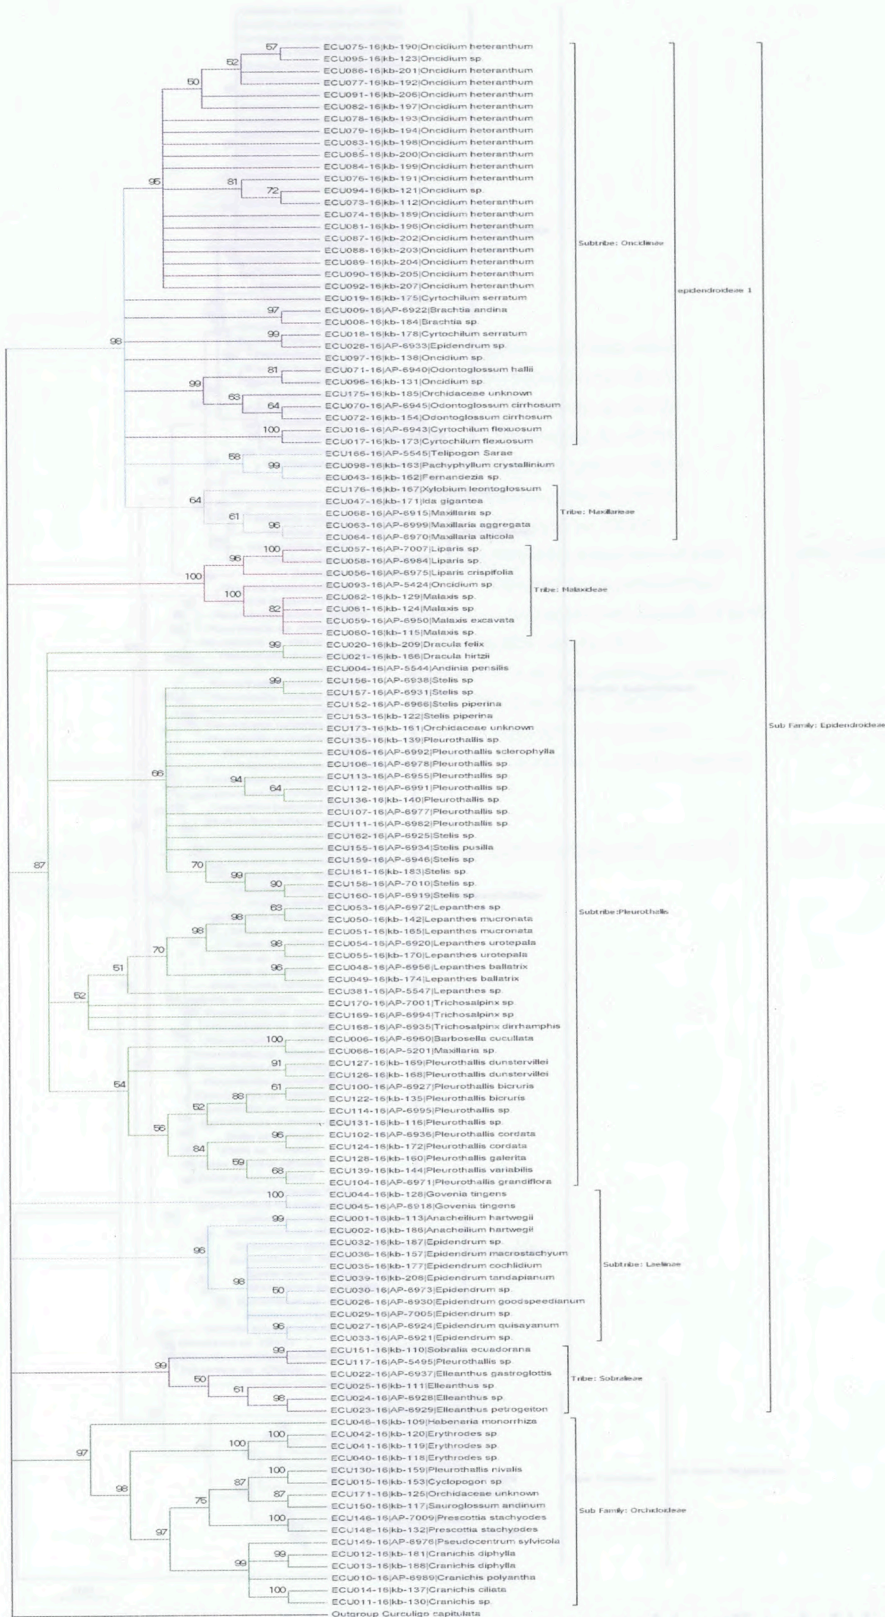 ECU075-16|kb-190|Oncidium heteranthum
ECU095-16|kb-123|Oncidium sp.
ECU086-16|kb-201|Oncidium heteranthum
ECU077-16|kb-192|Oncidium heteranthum
ECU091-16|kb-206|Oncidium heteranthum
ECU082-16|kb-197|Oncidium heteranthum
ECU078-16|kb-193|Oncidium heteranthum
ECU079-16|kb-194|Oncidium heteranthum
ECU083-16|kb-198|Oncidium heteranthum
ECU085-16|kb-200|Oncidium heteranthum
ECU084-16|kb-199|Oncidium heteranthum
ECU076-16|kb-191|Oncidium heteranthum
ECU094-16|kb-121|Oncidium sp.
ECU073-16|kb-112|Oncidium heteranthum
ECU074-16|kb-189|Oncidium heteranthum
ECU081-16|kb-196|Oncidium heteranthum
ECU087-16|kb-202|Oncidium heteranthum
ECU088-16|kb-203|Oncidium heteranthum
ECU089-16|kb-204|Oncidium heteranthum
ECU090-16|kb-205|Oncidium heteranthum
ECU092-16|kb-207|Oncidium heteranthum
ECU019-16|kb-175|Cyrtochilum serratum
ECU009-16|AP-6922|Brachtia andina
ECU008-16|kb-184|Brachtia sp.
ECU018-16|kb-178|Cyrtochilum serratum
ECU028-16|AP-6933|Epidendrum sp.
ECU097-16|kb-138|Oncidium sp.
ECU071-16|AP-6940|Odontoglossum hallii
ECU096-16|kb-131|Oncidium sp.
ECU175-16|kb-185|Orchidaceae unknown
ECU070-16|AP-6945|Odontoglossum cirrhosum
ECU072-16|kb-154|Odontoglossum cirrhosum
ECU016-16|AP-6943|Cyrtochilum flexuosum
ECU017-16|kb-173|Cyrtochilum flexuosum
ECU166-16|AP-5545|Telipogon Sarae
ECU098-16|kb-163|Pachyphyllum crystallinium
ECU043-16|kb-162|Fernandezia sp.
ECU176-16|kb-167|Xylobium leontoglossum
ECU047-16|kb-171|Ida gigantea
ECU068-16|AP-6915|Maxillaria sp.
ECU063-16|AP-6999|Maxillaria aggregata
ECU064-16|AP-6970|Maxillaria alticola
ECU057-16|AP-7007|Liparis sp.
ECU058-16|AP-6984|Liparis sp.
ECU056-16|AP-6975|Liparis crispifolia
ECU093-16|AP-5424|Oncidium sp.
ECU062-16|kb-129|Malaxis sp.
ECU061-16|kb-124|Malaxis sp.
ECU059-16|AP-6950|Malaxis excavata
ECU060-16|kb-115|Malaxis sp.
ECU020-16|kb-209|Dracula felix
ECU021-16|kb-166|Dracula hirtzii
ECU004-16|AP-5544|Andinia pensilis
ECU156-16|AP-6938|Stelis sp.
ECU157-16|AP-6931|Stelis sp.
ECU152-16|AP-6966|Stelis piperina
ECU153-16|kb-122|Stelis piperina
ECU173-16|kb-161|Orchidaceae unknown
ECU135-16|kb-139|Pleurothallis sp.
ECU105-16|AP-6992|Pleurothallis sclerophylla
ECU106-16|AP-6978|Pleurothallis sp.
ECU113-16|AP-6955|Pleurothallis sp.
ECU112-16|AP-6991|Pleurothallis sp.
ECU136-16|kb-140|Pleurothallis sp.
ECU107-16|AP-6977|Pleurothallis sp.
ECU111-16|AP-6982|Pleurothallis sp.
ECU162-16|AP-6925|Stelis sp.
ECU155-16|AP-6934|Stelis pusilla
ECU159-16|AP-6946|Stelis sp.
ECU161-16|kb-183|Stelis sp.
ECU158-16|AP-7010|Stelis sp.
ECU160-16|AP-6919|Stelis sp.
ECU053-16|AP-6972|Lepanthes sp.
ECU050-16|kb-142|Lepanthes mucronata
ECU051-16|kb-165|Lepanthes mucronata
ECU054-16|AP-6920|Lepanthes urotepala
ECU055-16|kb-170|Lepanthes urotepala
ECU048-16|AP-6956|Lepanthes ballatrix
ECU049-16|kb-174|Lepanthes ballatrix
ECU381-16|AP-5547|Lepanthes sp.
ECU170-16|AP-7001|Trichosalpinx sp.
ECU169-16|AP-6994|Trichosalpinx sp.
ECU168-16|AP-6935|Trichosalpinx dirrhamphis
ECU006-16|AP-6960|Barbosella cucullata
ECU066-16|AP-5201|Maxillaria sp.
ECU127-16|kb-169|Pleurothallis dunstervillei
ECU126-16|kb-168|Pleurothallis dunstervillei
ECU100-16|AP-6927|Pleurothallis bicruris
ECU122-16|kb-135|Pleurothallis bicruris
ECU114-16|AP-6995|Pleurothallis sp.
ECU131-16|kb-116|Pleurothallis sp.
ECU102-16|AP-6936|Pleurothallis cordata
ECU124-16|kb-172|Pleurothallis cordata
ECU128-16|kb-160|Pleurothallis galerita
ECU139-16|kb-144|Pleurothallis variabilis
ECU104-16|AP-6971|Pleurothallis grandiflora
ECU044-16|kb-128|Govenia tingens
ECU045-16|AP-6918|Govenia tingens
ECU001-16|kb-113|Anacheilium hartwegii
ECU002-16|kb-186|Anacheilium hartwegii
ECU032-16|kb-187|Epidendrum sp.
ECU036-16|kb-157|Epidendrum macrostachyum
ECU035-16|kb-177|Epidendrum cochlidium
ECU039-16|kb-208|Epidendrum tandapianum
ECU030-16|AP-6973|Epidendrum sp.
ECU026-16|AP-6930|Epidendrum goodspeedianum
ECU029-16|AP-7005|Epidendrum sp.
ECU027-16|AP-6924|Epidendrum quisayanum
ECU033-16|AP-6921|Epidendrum sp.
ECU151-16|kb-110|Sobralia ecuadorana
ECU117-16|AP-5495|Pleurothallis sp.
ECU022-16|AP-6937|Elleanthus gastroglottis
ECU025-16|kb-111|Elleanthus sp.
ECU024-16|AP-6928|Elleanthus sp.
ECU023-16|AP-6929|Elleanthus petrogeiton
ECU046-16|kb-109|Habenaria monorrhiza
ECU042-16|kb-120|Erythrodes sp.
ECU041-16|kb-119|Erythrodes sp.
ECU040-16|kb-118|Erythrodes sp.
ECU130-16|kb-159|Pleurothallis nivalis
ECU015-16|kb-153|Cyclopogon sp.
ECU171-16|kb-125|Orchidaceae unknown
ECU150-16|kb-117|Sauroglossum andinum
ECU146-16|AP-7009|Prescottia stachyodes
ECU148-16|kb-132|Prescottia stachyodes
ECU149-16|AP-6976|Pseudocentrum sylvicola
ECU012-16|kb-181|Cranichis diphylla
ECU013-16|kb-188|Cranichis diphylla
ECU010-16|AP-6989|Cranichis polyantha
ECU014-16|kb-137|Cranichis ciliata
ECU011-16|kb-130|Cranichis sp.
Outgroup Curculigo capitulata
Subtribe: Oncidiinae
epidendroideae 1
Tribe: Maxillarieae
Tribe: Malaxideae
Sub Family: Epidendroideae
Subtribe:Pleurothallis
Subtribe: Laeliinae
Tribe: Sobralieae
Sub Family: Orchidoideae